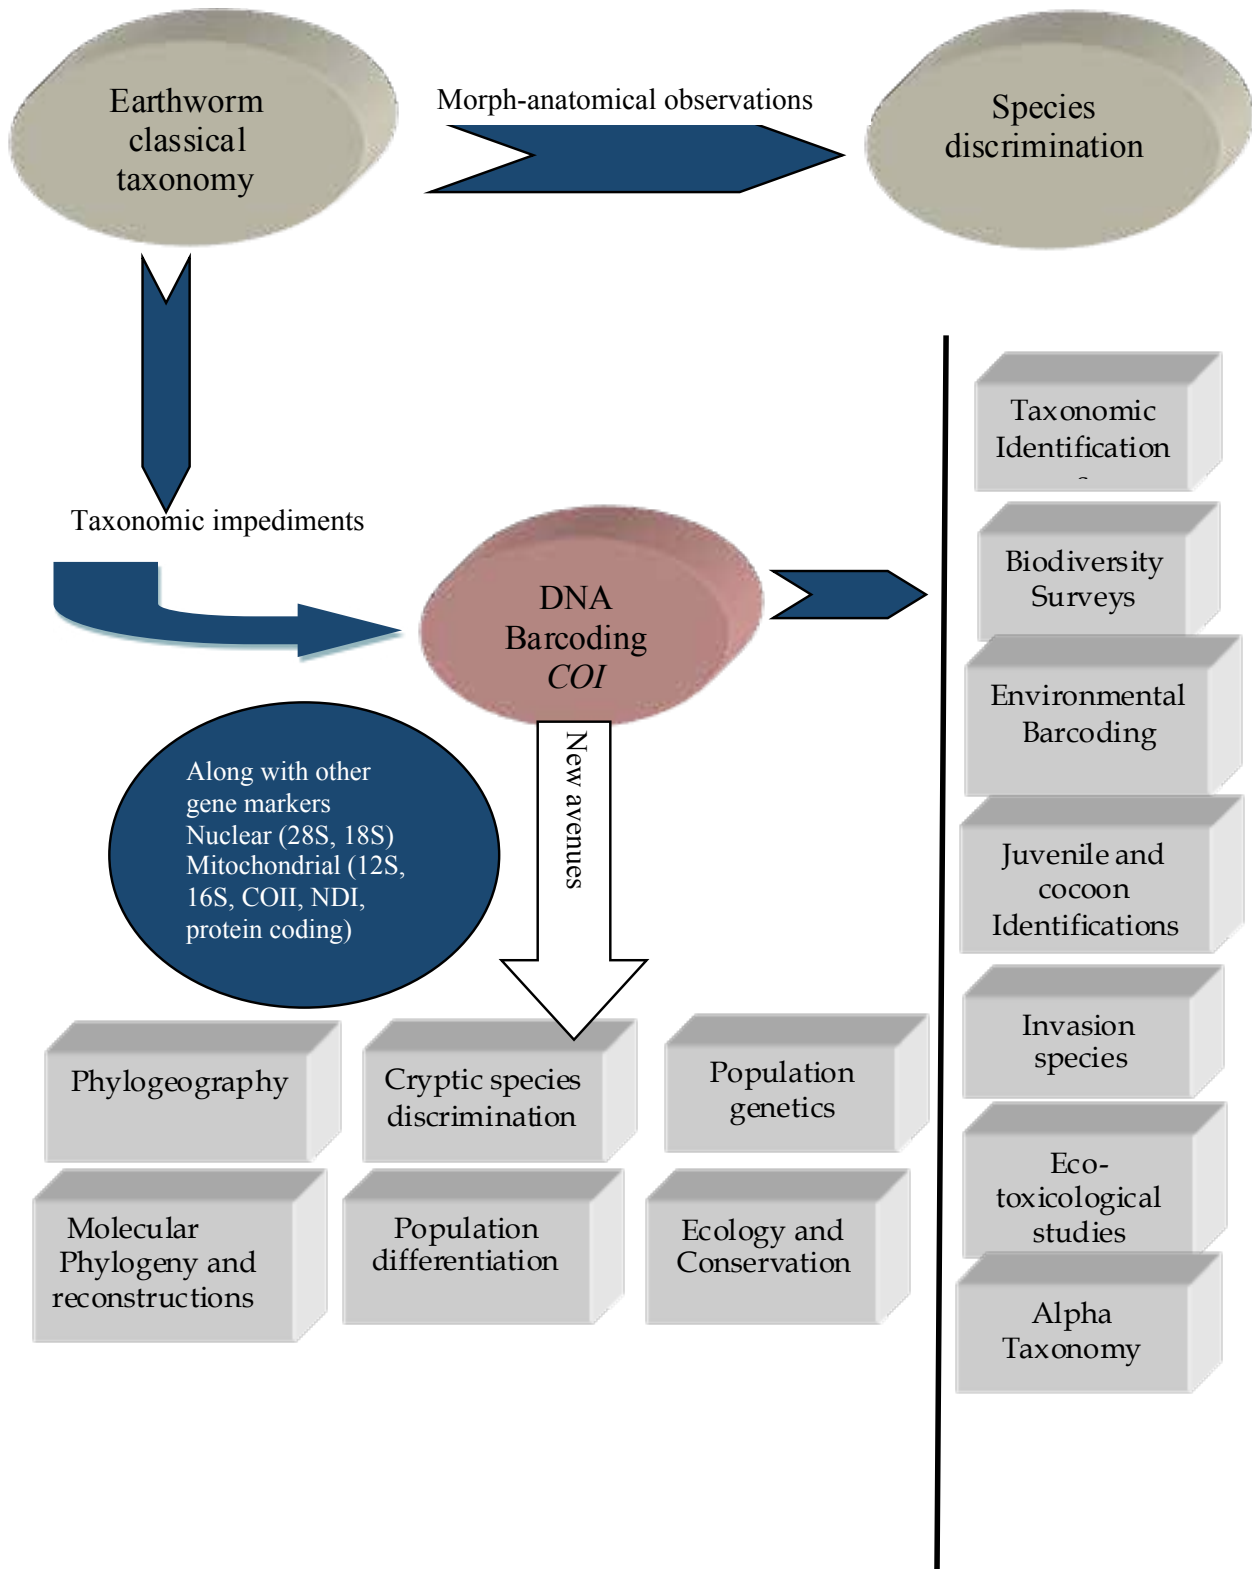 Earthworm
classical
taxonomy
Morph-anatomical observations
Species
discrimination
Taxonomic impediments
DNA
Barcoding
COI
New avenues
Along with other
gene markers
Nuclear (28S, 18S)
Mitochondrial (12S,
16S, COII, NDI,
protein coding)
Phylogeography
Cryptic species
discrimination
Population
genetics
Molecular
Phylogeny and
reconstructions
Population
differentiation
Ecology and
Conservation
Taxonomic
Identification
s
Biodiversity
Surveys
Environmental
Barcoding
Juvenile and
cocoon
Identifications
Invasion
species
Eco-
toxicological
studies
Alpha
Taxonomy